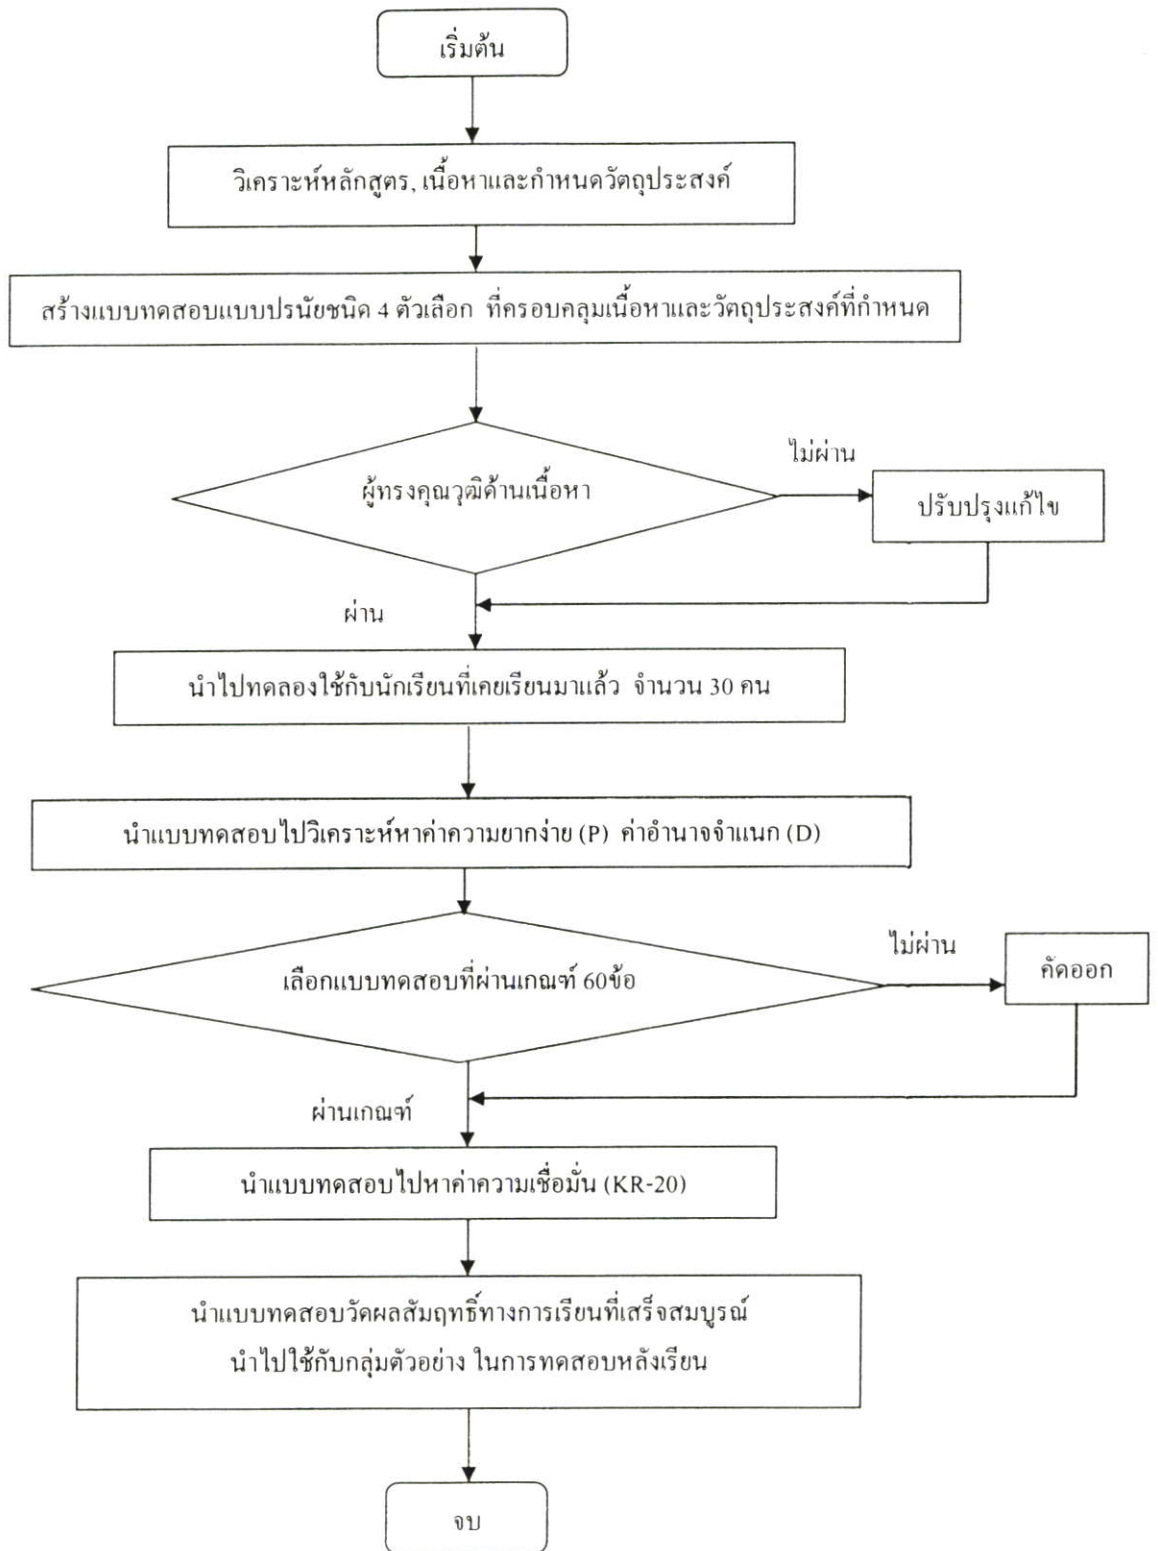 เริ่มต้น
วิเคราะห์หลักสูตร, เนื้อหาและกำหนดวัตถุประสงค์
สร้างแบบทดสอบแบบปรนัยชนิด 4 ตัวเลือก ที่ครอบคลุมเนื้อหาและวัตถุประสงค์ที่กำหนด
ไม่ผ่าน
ผู้ทรงคุณวุฒิด้านเนื้อหา
ปรับปรุงแก้ไข
ผ่าน
นำไปทดลองใช้กับนักเรียนที่เคยเรียนมาแล้ว จำนวน 30 คน
นำแบบทดสอบไปวิเคราะห์หาค่าความยากง่าย (P) ค่าอำนาจจำแนก (D)
ไม่ผ่าน
เลือกแบบทดสอบที่ผ่านเกณฑ์ 60ข้อ
คัดออก
ผ่านเกณฑ์
นำแบบทดสอบไปหาค่าความเชื่อมั่น (KR-20)
นำแบบทดสอบวัดผลสัมฤทธิ์ทางการเรียนที่เสร็จสมบูรณ์
นำไปใช้กับกลุ่มตัวอย่าง ในการทดสอบหลังเรียน
จบ